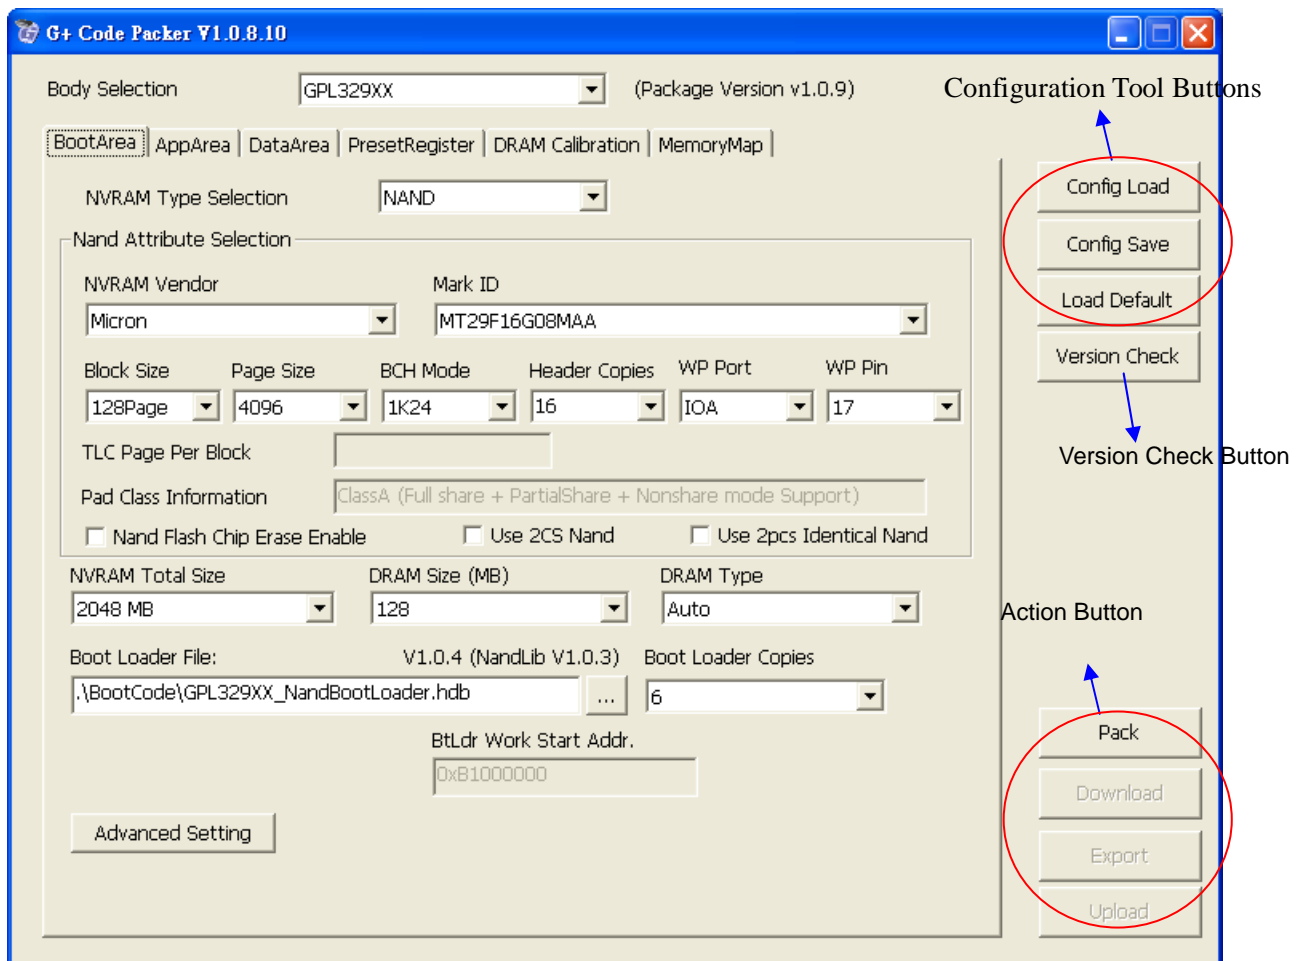 G+ Code Packer V1.0.8.10
Body Selection GPL329XX (Package Version v1.0.9)
Configuration Tool Buttons
BootArea AppArea DataArea PresetRegister DRAM Calibration MemoryMap
NVRAM Type Selection NAND
Config Load
Config Save
Load Default
Version Check
Version Check Button
Nand Attribute Selection
NVRAM Vendor Mark ID
Micron MT29F16G08MAA
Block Size Page Size BCH Mode Header Copies WP Port WP Pin
128Page 4096 1K24 16 IOA 17
TLC Page Per Block
Pad Class Information ClassA (Full share + PartialShare + Nonshare mode Support)
Nand Flash Chip Erase Enable Use 2CS Nand Use 2pcs Identical Nand
NVRAM Total Size DRAM Size (MB) DRAM Type
2048 MB 128 Auto
Action Button
Boot Loader File: V1.0.4 (NandLib V1.0.3) Boot Loader Copies
.\BootCode\GPL329XX_NandBootLoader.hdb ... 6
BtLdr Work Start Addr.
0xB1000000
Advanced Setting
Pack
Download
Export
Upload